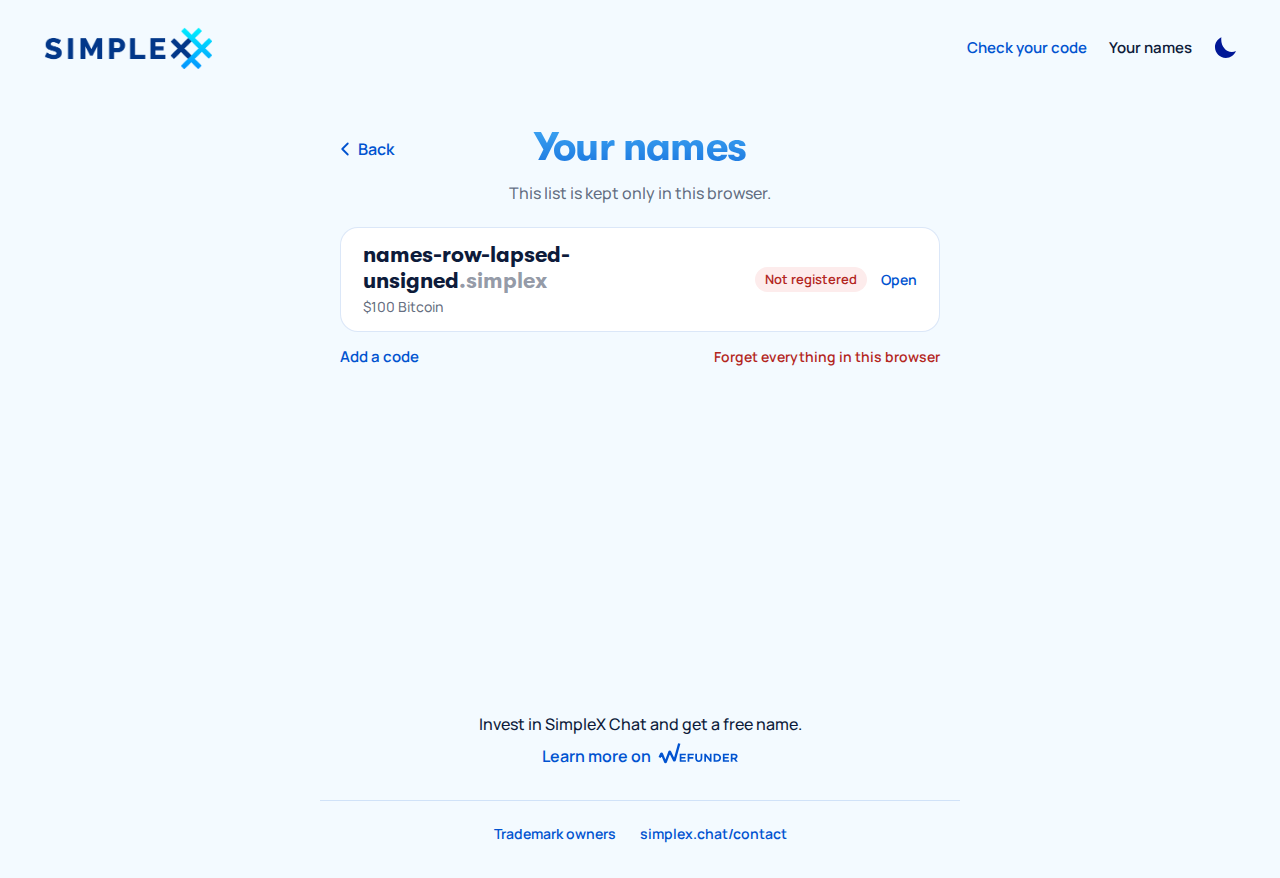 SIMPLEX
Check your code
Your names
Back
Your names
This list is kept only in this browser.
names-row-lapsed-
unsigned.simplex
$100 Bitcoin
Not registered
Open
Add a code
Forget everything in this browser
Invest in SimpleX Chat and get a free name.
Learn more on WEFUNDER
Trademark owners
simplex.chat/contact